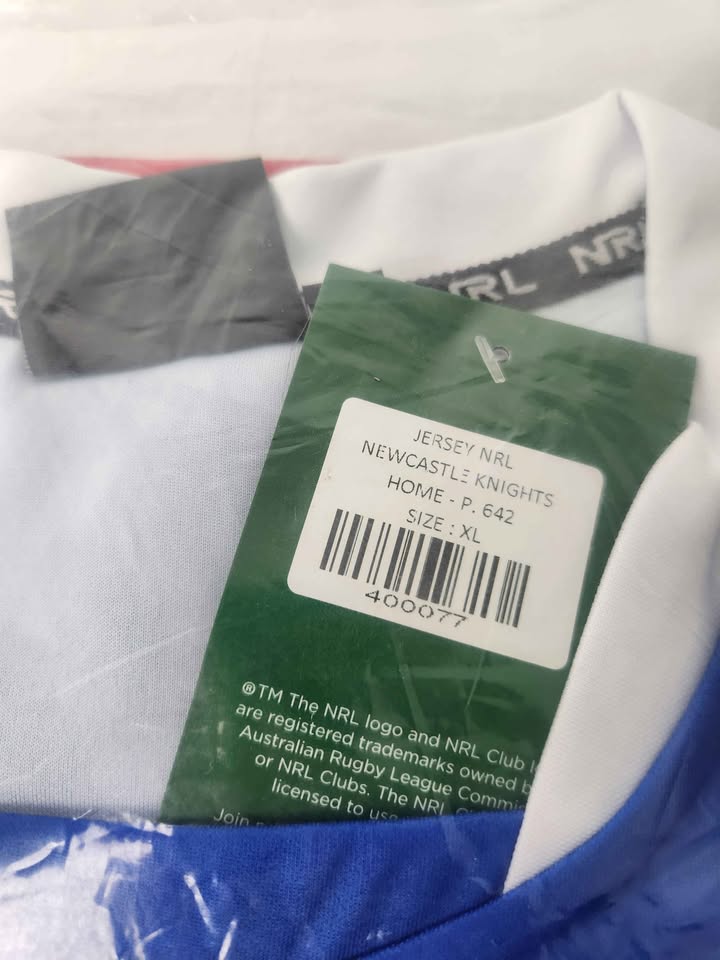 NRL NRL
JERSEY NRL
NEWCASTLE KNIGHTS
HOME - P. 642
SIZE : XL
400077
®TM The NRL logo and NRL Club
are registered trademarks owned
Australian Rugby League
or NRL Clubs. The NRL
licensed to use
Join